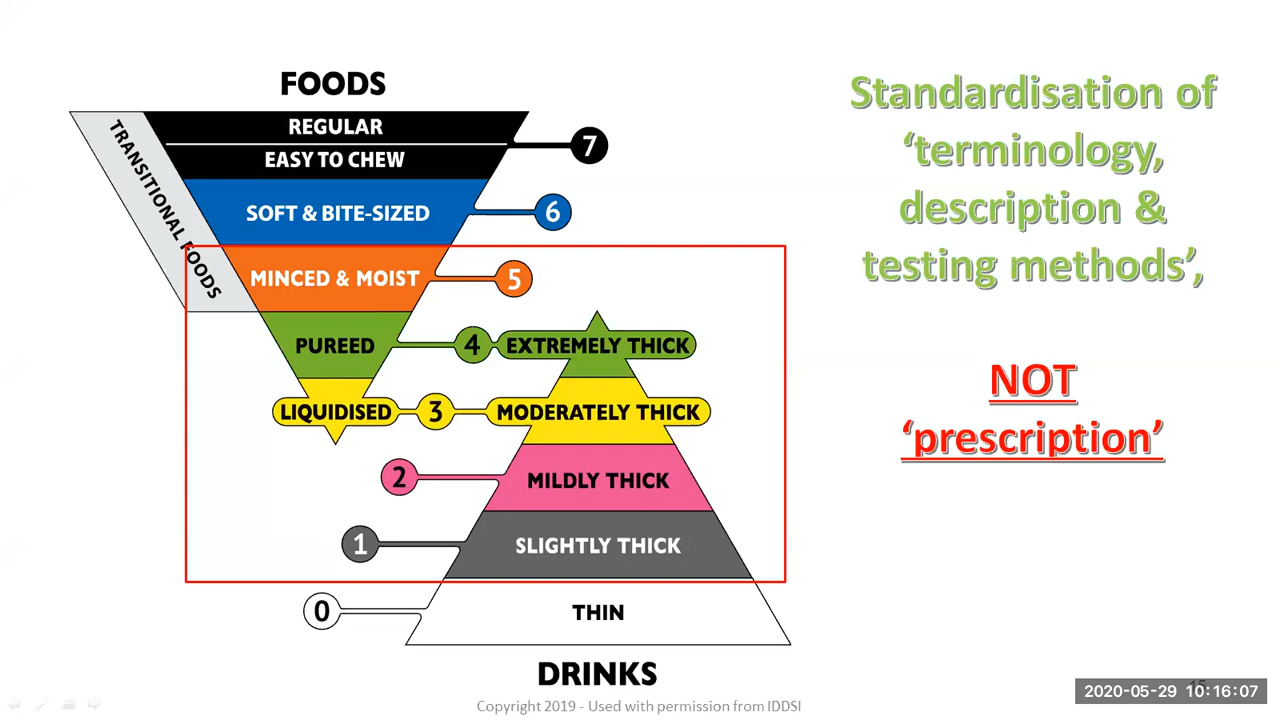 FOODS
REGULAR
EASY TO CHEW
7
TRANSITIONAL FOODS
SOFT & BITE-SIZED
6
MINCED & MOIST
5
PUREED
4
EXTREMELY THICK
LIQUIDISED
3
MODERATELY THICK
2
MILDLY THICK
1
SLIGHTLY THICK
0
THIN
DRINKS
Copyright 2019 - Used with permission from IDDSI
Standardisation of
‘terminology,
description &
testing methods’,
NOT
‘prescription’
15
2020-05-29 10:16:07